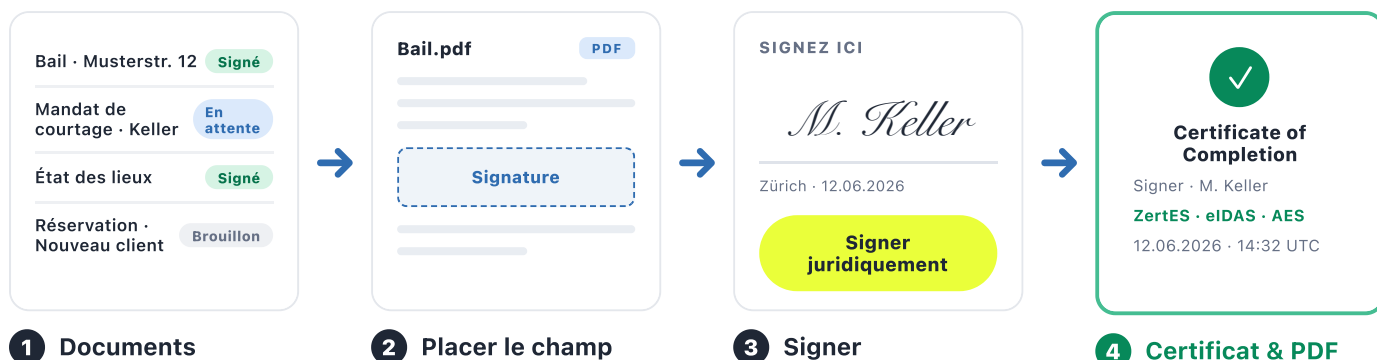 Bail · Musterstr. 12 Signé
Mandat de
courtage · Keller
En
attente
État des lieux Signé
Réservation ·
Nouveau client
Brouillon
1 Documents
Bail.pdf PDF
Signature
2 Placer le champ
SIGNEZ ICI
M. Keller
Zürich · 12.06.2026
Signer
juridiquement
3 Signer
Certificate of
Completion
Signer · M. Keller
ZertES · eIDAS · AES
12.06.2026 · 14:32 UTC
4 Certificat & PDF